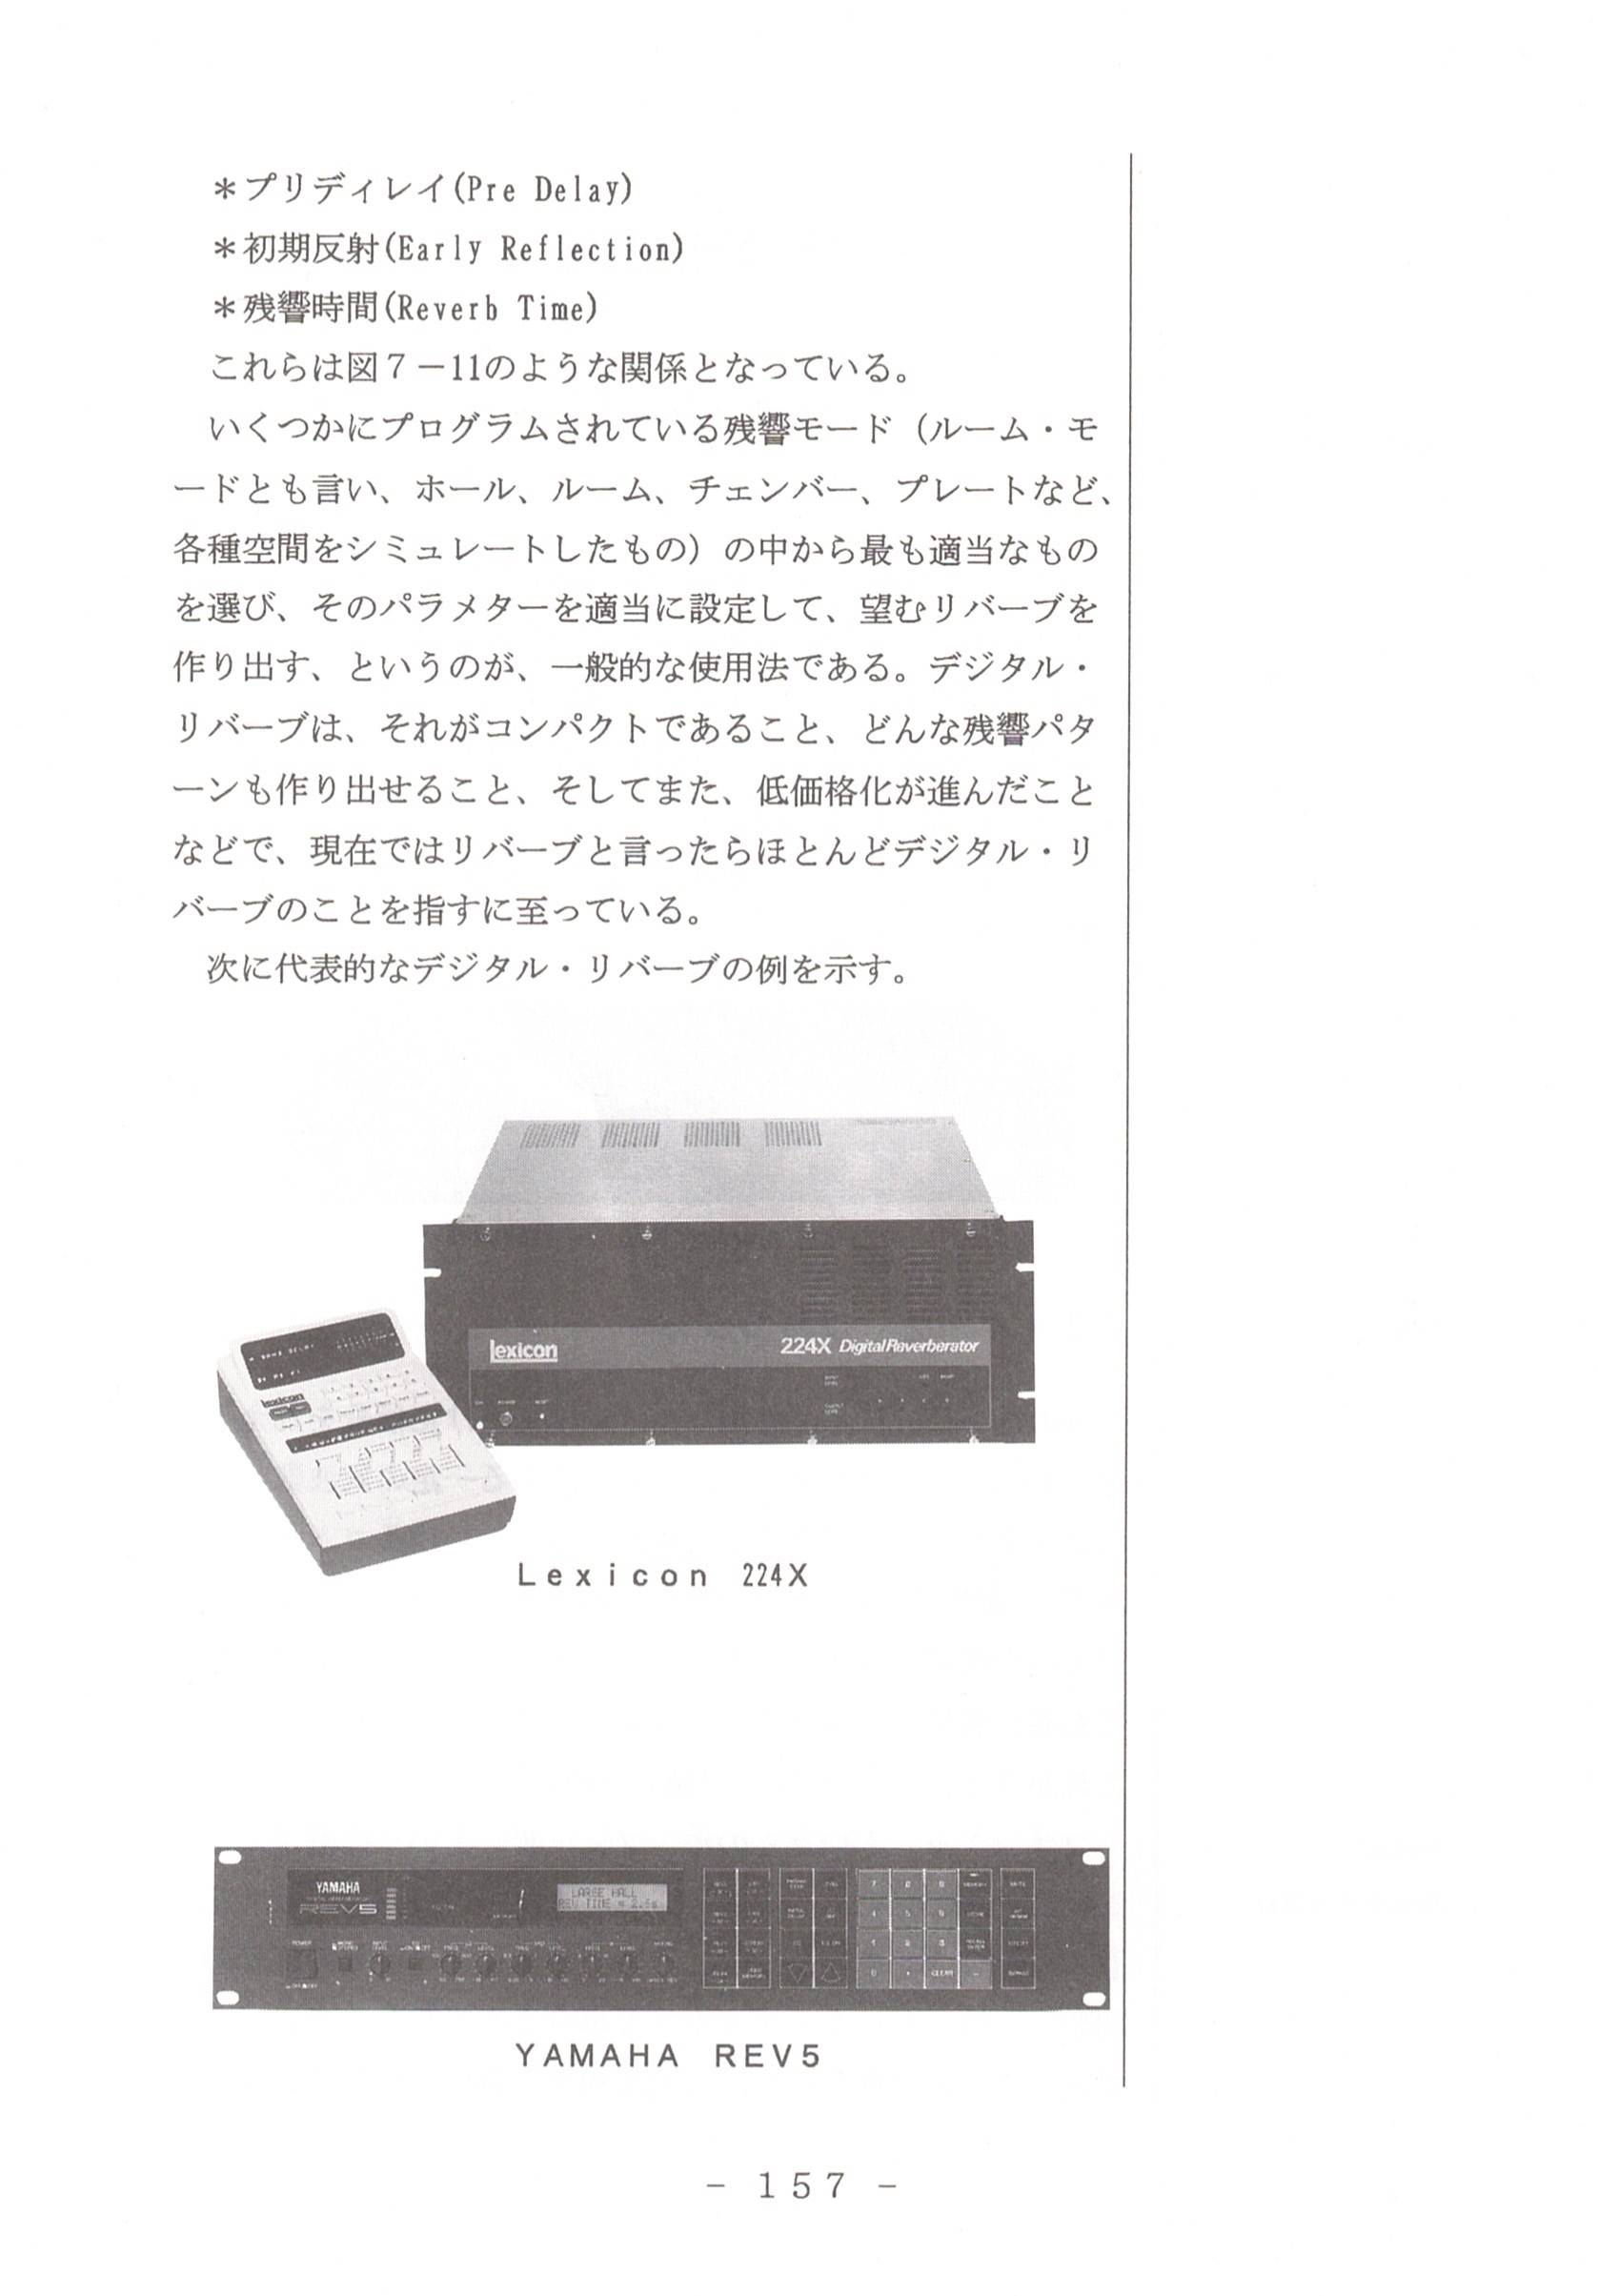 ＊プリディレイ(Pre Delay)
＊初期反射(Early Reflection)
＊残響時間(Reverb Time)
これらは図７－11のような関係となっている。
いくつかにプログラムされている残響モード（ルーム・モ
ードとも言い、ホール、ルーム、チェンバー、プレートなど、
各種空間をシミュレートしたもの）の中から最も適当なもの
を選び、そのパラメターを適当に設定して、望むリバーブを
作り出す、というのが、一般的な使用法である。デジタル・
リバーブは、それがコンパクトであること、どんな残響パタ
ーンも作り出せること、そしてまた、低価格化が進んだこと
などで、現在ではリバーブと言ったらほとんどデジタル・リ
バーブのことを指すに至っている。
次に代表的なデジタル・リバーブの例を示す。
lexicon 224X Digital Reverberator
lexicon
Lexicon 224X
YAMAHA
REV5
LARGE HALL
REV TIME = 2.6s
7 8 9
4 5 6
1 2 3
0 CLEAR
YAMAHA REV5
- 157 -